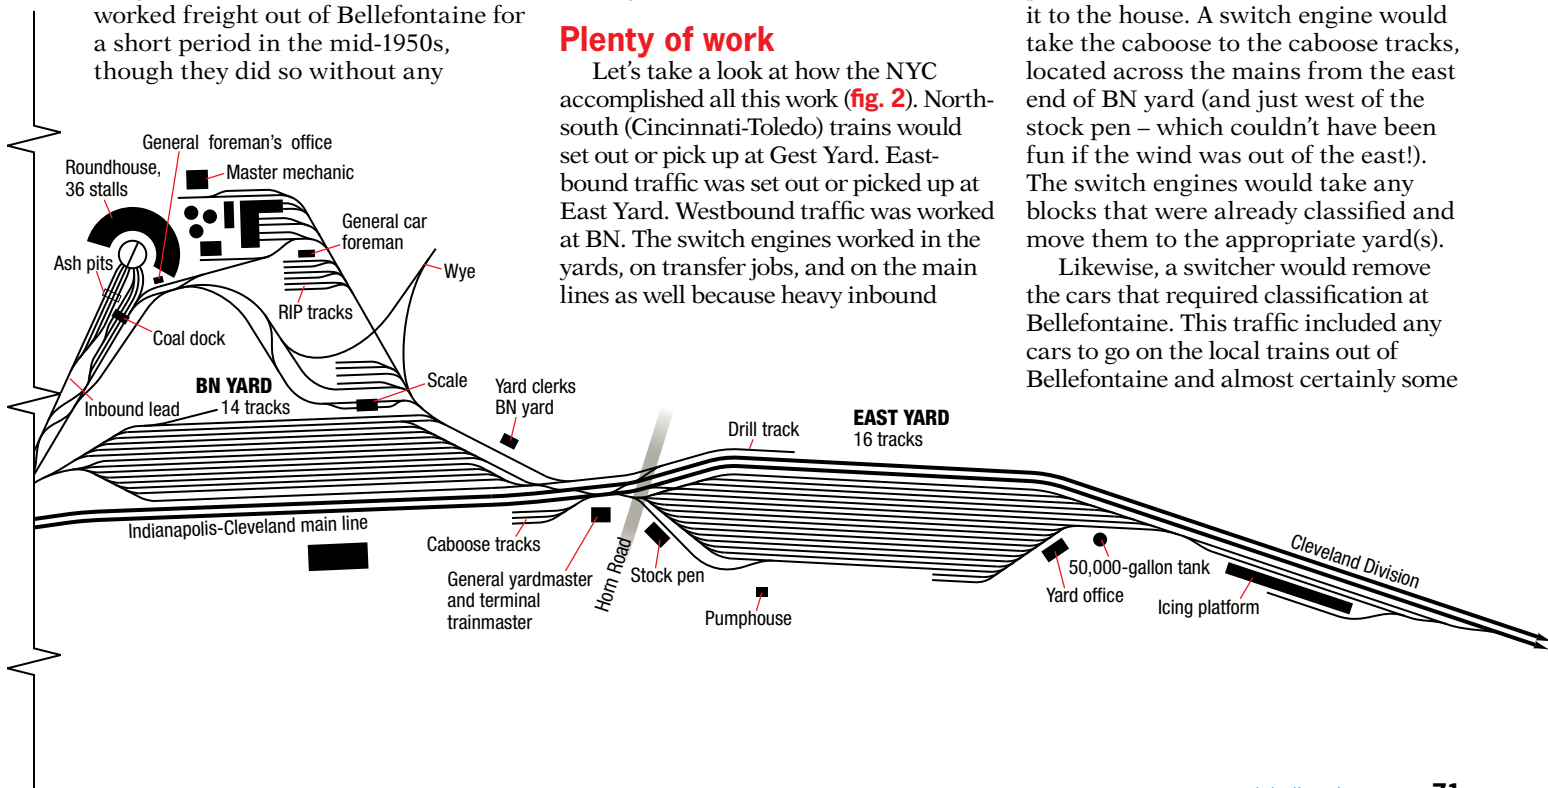 worked freight out of Bellefontaine for
a short period in the mid-1950s,
though they did so without any
Plenty of work
Let’s take a look at how the NYC
accomplished all this work (fig. 2). North-
south (Cincinnati-Toledo) trains would
set out or pick up at Gest Yard. East-
bound traffic was set out or picked up at
East Yard. Westbound traffic was worked
at BN. The switch engines worked in the
yards, on transfer jobs, and on the main
lines as well because heavy inbound
it to the house. A switch engine would
take the caboose to the caboose tracks,
located across the mains from the east
end of BN yard (and just west of the
stock pen – which couldn’t have been
fun if the wind was out of the east!).
The switch engines would take any
blocks that were already classified and
move them to the appropriate yard(s).
Likewise, a switcher would remove
the cars that required classification at
Bellefontaine. This traffic included any
cars to go on the local trains out of
Bellefontaine and almost certainly some
General foreman’s office
Roundhouse,
36 stalls
Master mechanic
General car
foreman
Ash pits
Wye
RIP tracks
Coal dock
BN YARD
14 tracks
Scale
Inbound lead
Yard clerks
BN yard
Drill track
EAST YARD
16 tracks
Indianapolis-Cleveland main line
Caboose tracks
General yardmaster
and terminal
trainmaster
Horn Road
Stock pen
Pumphouse
50,000-gallon tank
Yard office
Icing platform
Cleveland Division
71